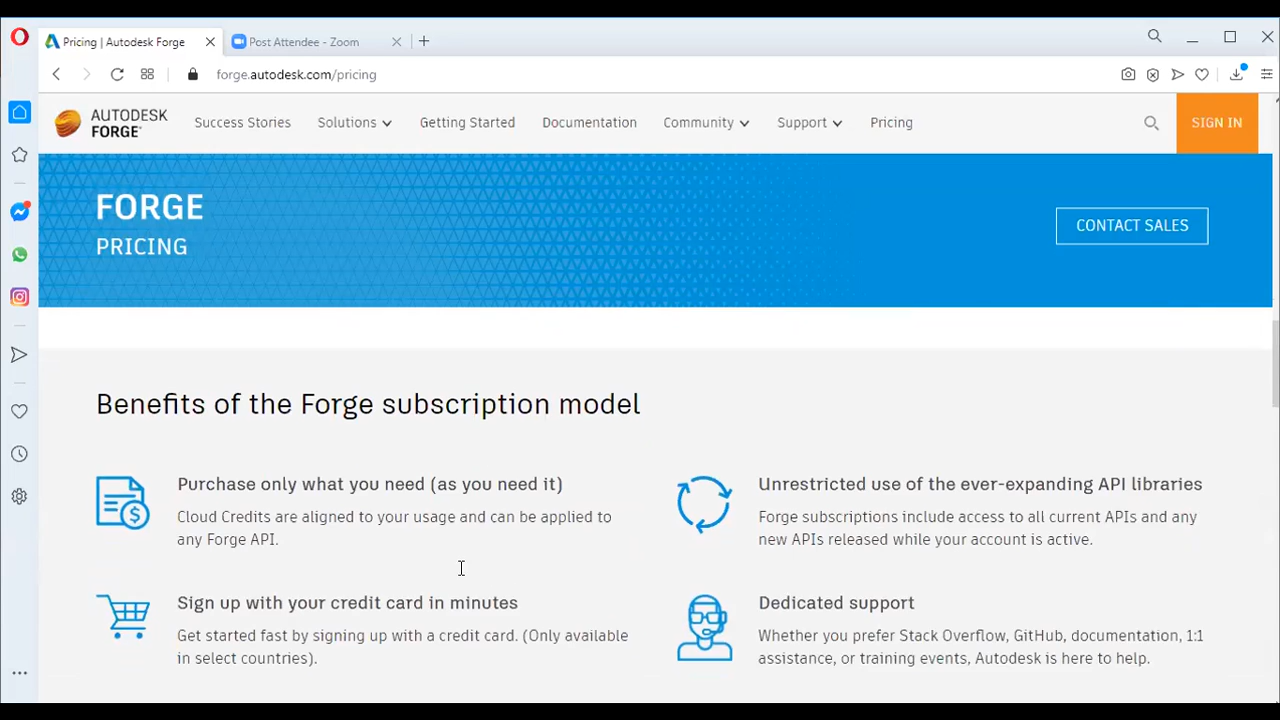 Pricing | Autodesk Forge
Post Attendee - Zoom
forge.autodesk.com/pricing
AUTODESK
FORGE
Success Stories
Solutions
Getting Started
Documentation
Community
Support
Pricing
SIGN IN
FORGE
PRICING
CONTACT SALES
Benefits of the Forge subscription model
Purchase only what you need (as you need it)
Cloud Credits are aligned to your usage and can be applied to
any Forge API.
Unrestricted use of the ever-expanding API libraries
Forge subscriptions include access to all current APIs and any
new APIs released while your account is active.
Sign up with your credit card in minutes
Get started fast by signing up with a credit card. (Only available
in select countries).
Dedicated support
Whether you prefer Stack Overflow, GitHub, documentation, 1:1
assistance, or training events, Autodesk is here to help.